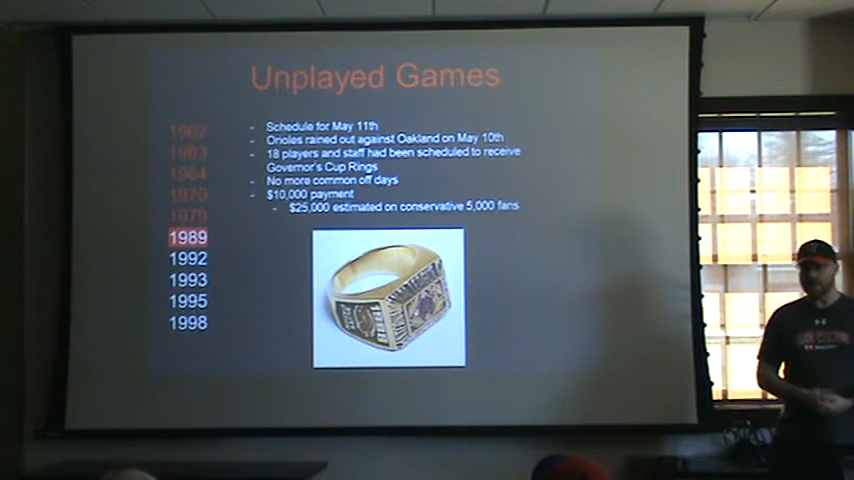 Unplayed Games
1962
1963
1964
1970
1979
1989
1992
1993
1995
1998
- Schedule for May 11th
- Orioles rained out against Oakland on May 10th
- 18 players and staff had been scheduled to receive
Governor's Cup Rings
- No more common off days
- $10,000 payment
- $25,000 estimated on conservative 5,000 fans